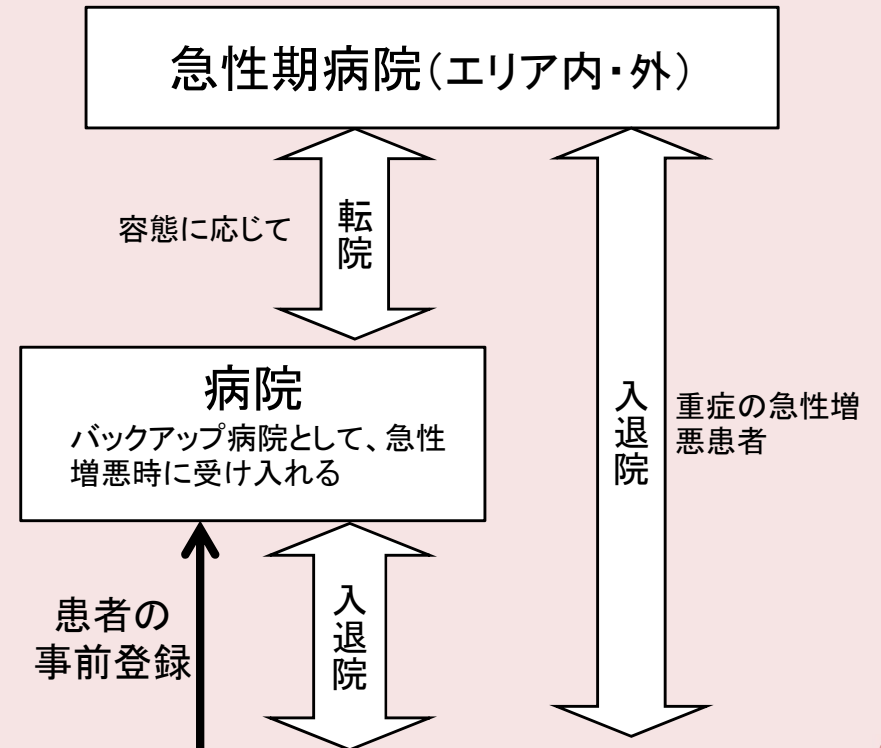 急性期病院（エリア内・外）
容態に応じて
転院
病院
バックアップ病院として、急性
増悪時に受け入れる
入退院
重症の急性増
悪患者
患者の
事前登録
入退院